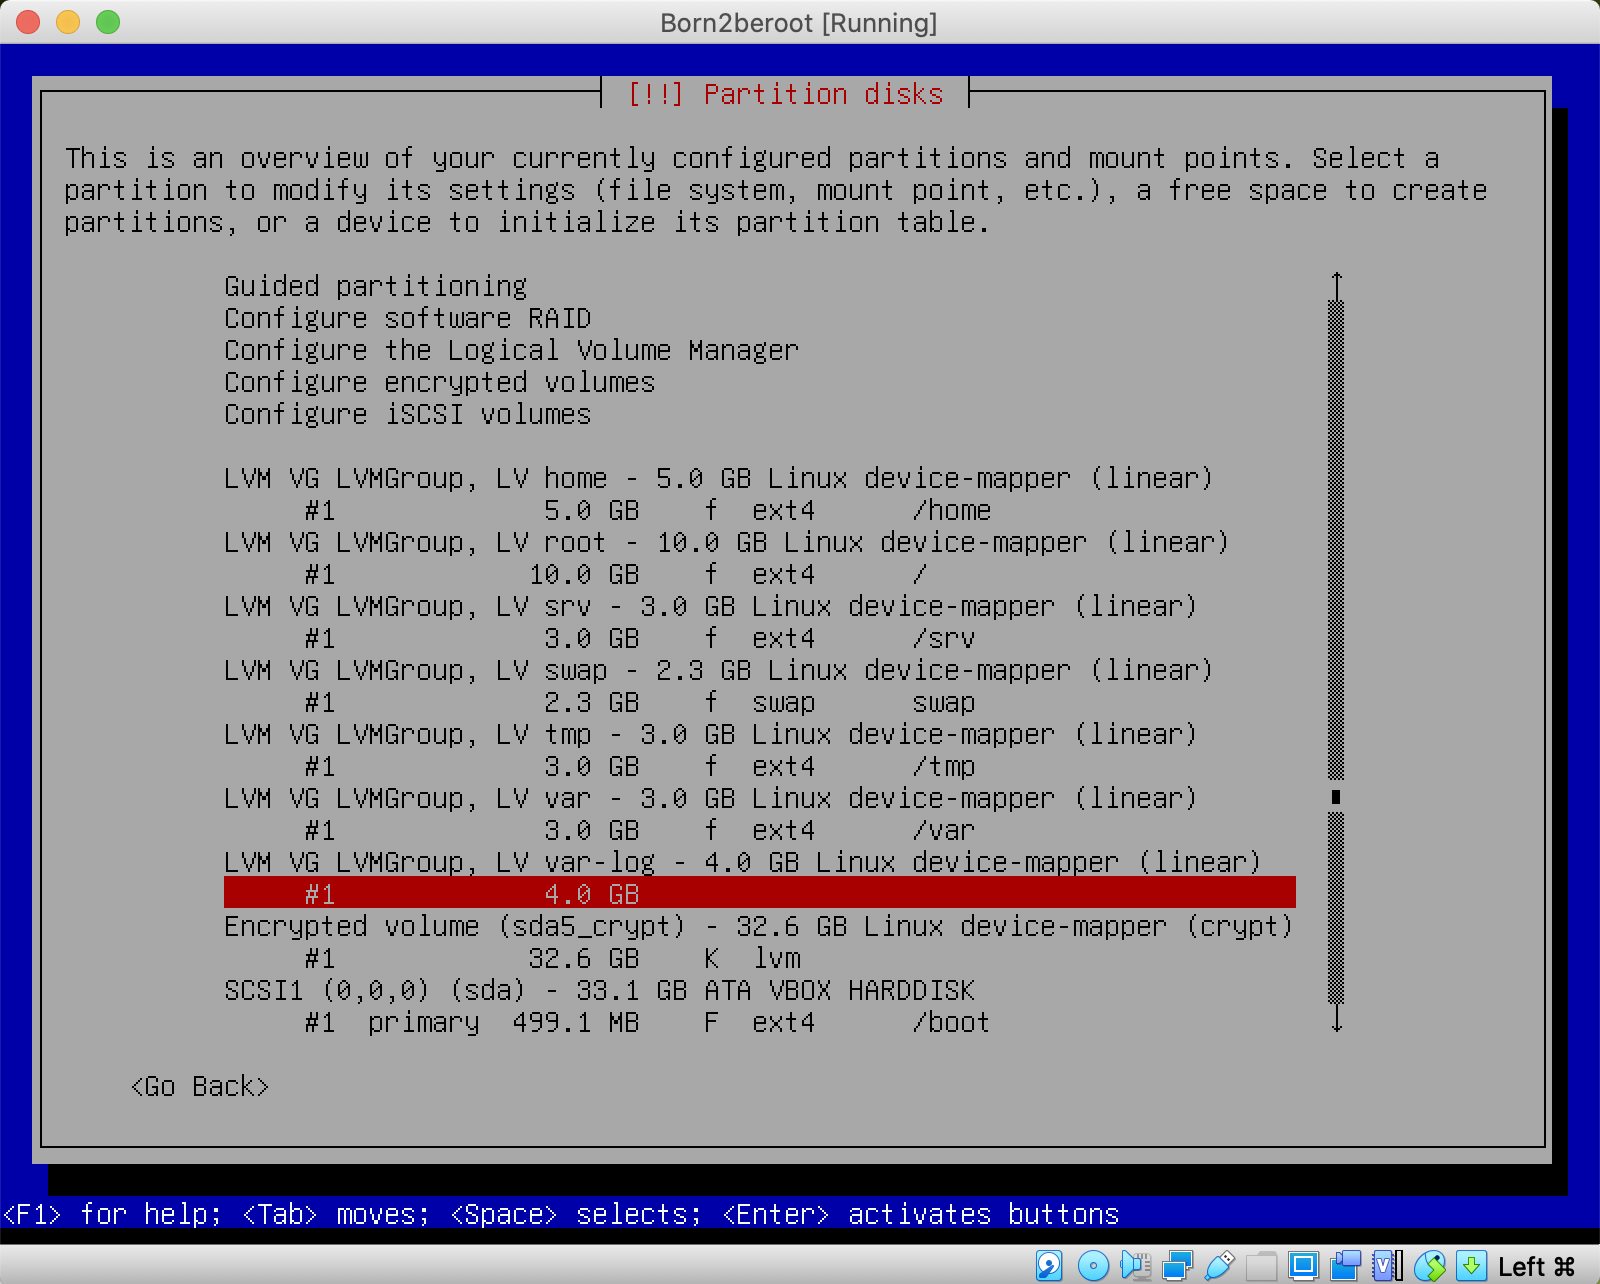 Born2beroot [Running]
[!!] Partition disks
This is an overview of your currently configured partitions and mount points. Select a
partition to modify its settings (file system, mount point, etc.), a free space to create
partitions, or a device to initialize its partition table.
Guided partitioning
Configure software RAID
Configure the Logical Volume Manager
Configure encrypted volumes
Configure iSCSI volumes
LVM VG LVMGroup, LV home - 5.0 GB Linux device-mapper (linear)
#1 5.0 GB f ext4 /home
LVM VG LVMGroup, LV root - 10.0 GB Linux device-mapper (linear)
#1 10.0 GB f ext4 /
LVM VG LVMGroup, LV srv - 3.0 GB Linux device-mapper (linear)
#1 3.0 GB f ext4 /srv
LVM VG LVMGroup, LV swap - 2.3 GB Linux device-mapper (linear)
#1 2.3 GB f swap swap
LVM VG LVMGroup, LV tmp - 3.0 GB Linux device-mapper (linear)
#1 3.0 GB f ext4 /tmp
LVM VG LVMGroup, LV var - 3.0 GB Linux device-mapper (linear)
#1 3.0 GB f ext4 /var
LVM VG LVMGroup, LV var-log - 4.0 GB Linux device-mapper (linear)
#1 4.0 GB
Encrypted volume (sda5_crypt) - 32.6 GB Linux device-mapper (crypt)
#1 32.6 GB K lvm
SCSI1 (0,0,0) (sda) - 33.1 GB ATA VBOX HARDDISK
#1 primary 499.1 MB F ext4 /boot
<Go Back>
<F1> for help; <Tab> moves; <Space> selects; <Enter> activates buttons
Left ⌘